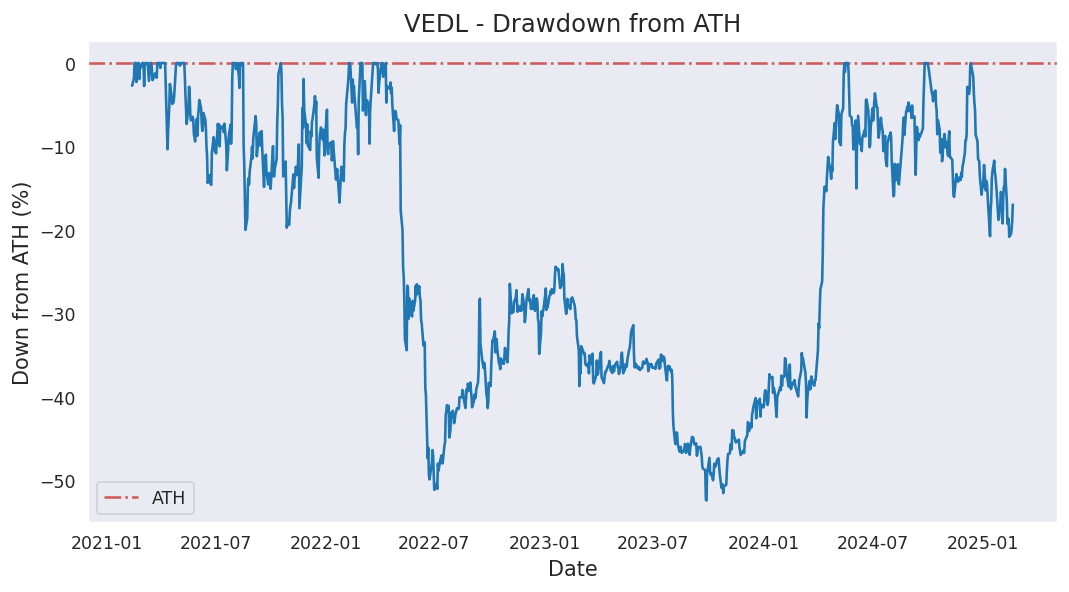 VEDL - Drawdown from ATH
Down from ATH (%)
0
−10
−20
−30
−40
−50
ATH
2021-01 2021-07 2022-01 2022-07 2023-01 2023-07 2024-01 2024-07 2025-01
Date